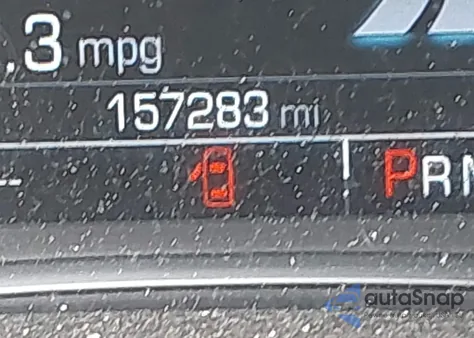 .3 mpg
157283 mi
-- PRN
autoSnap